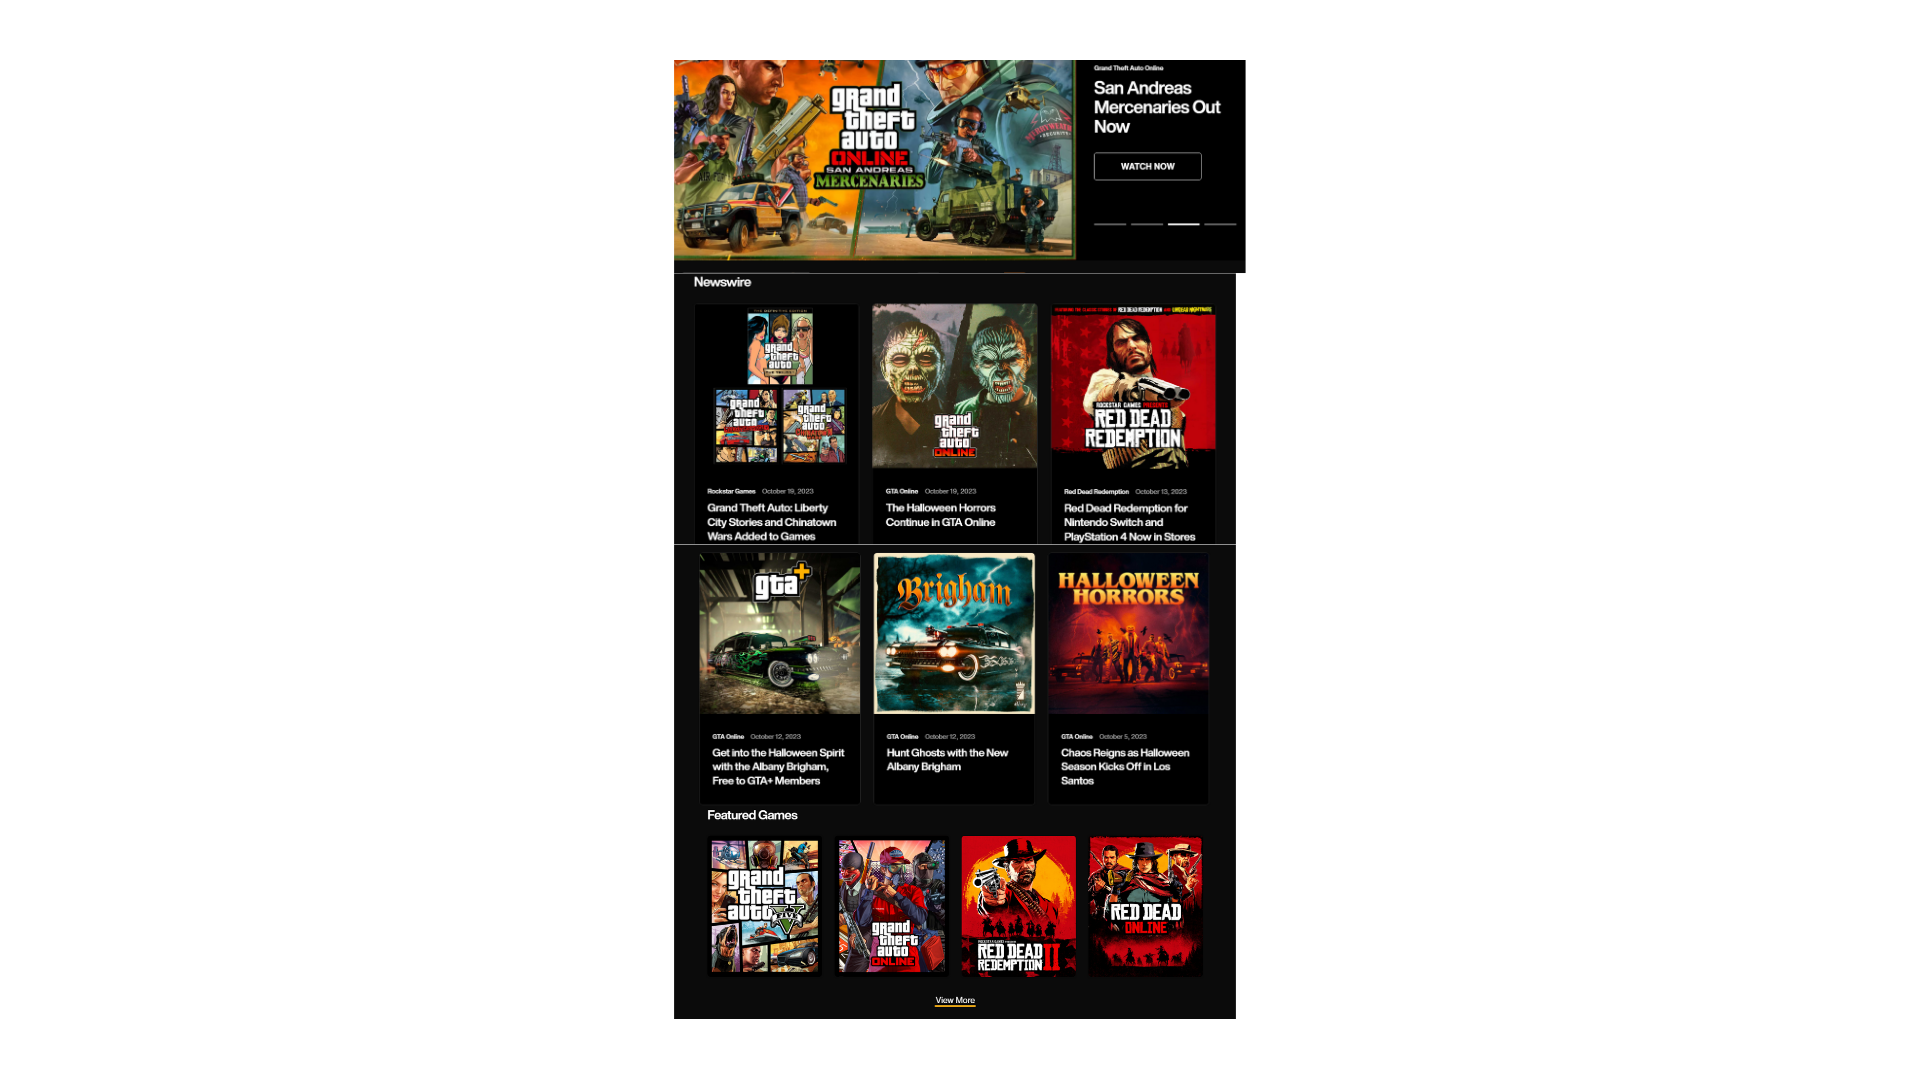 grand
theft
auto
ONLINE
SAN ANDREAS
MERCENARIES
MERRYWEATHER
SECURITY
Grand Theft Auto Online
San Andreas
Mercenaries Out
Now
WATCH NOW
Newswire
grand
theft
auto
grand
theft
auto
grand
theft
auto
Rockstar Games October 19, 2023
Grand Theft Auto: Liberty
City Stories and Chinatown
Wars Added to Games
grand
theft
auto
ONLINE
GTA Online October 19, 2023
The Halloween Horrors
Continue in GTA Online
RED DEAD REDEMPTION AND UNDEAD NIGHTMARE
ROCKSTAR GAMES PRESENTS
RED DEAD
REDEMPTION
Red Dead Redemption October 13, 2023
Red Dead Redemption for
Nintendo Switch and
PlayStation 4 Now in Stores
gta+
GTA Online October 12, 2023
Get into the Halloween Spirit
with the Albany Brigham,
Free to GTA+ Members
Brigham
GTA Online October 12, 2023
Hunt Ghosts with the New
Albany Brigham
HALLOWEEN
HORRORS
GTA Online October 5, 2023
Chaos Reigns as Halloween
Season Kicks Off in Los
Santos
Featured Games
grand
theft
auto
V
FIVE
grand
theft
auto
ONLINE
RED DEAD
REDEMPTION II
RED DEAD
ONLINE
View More